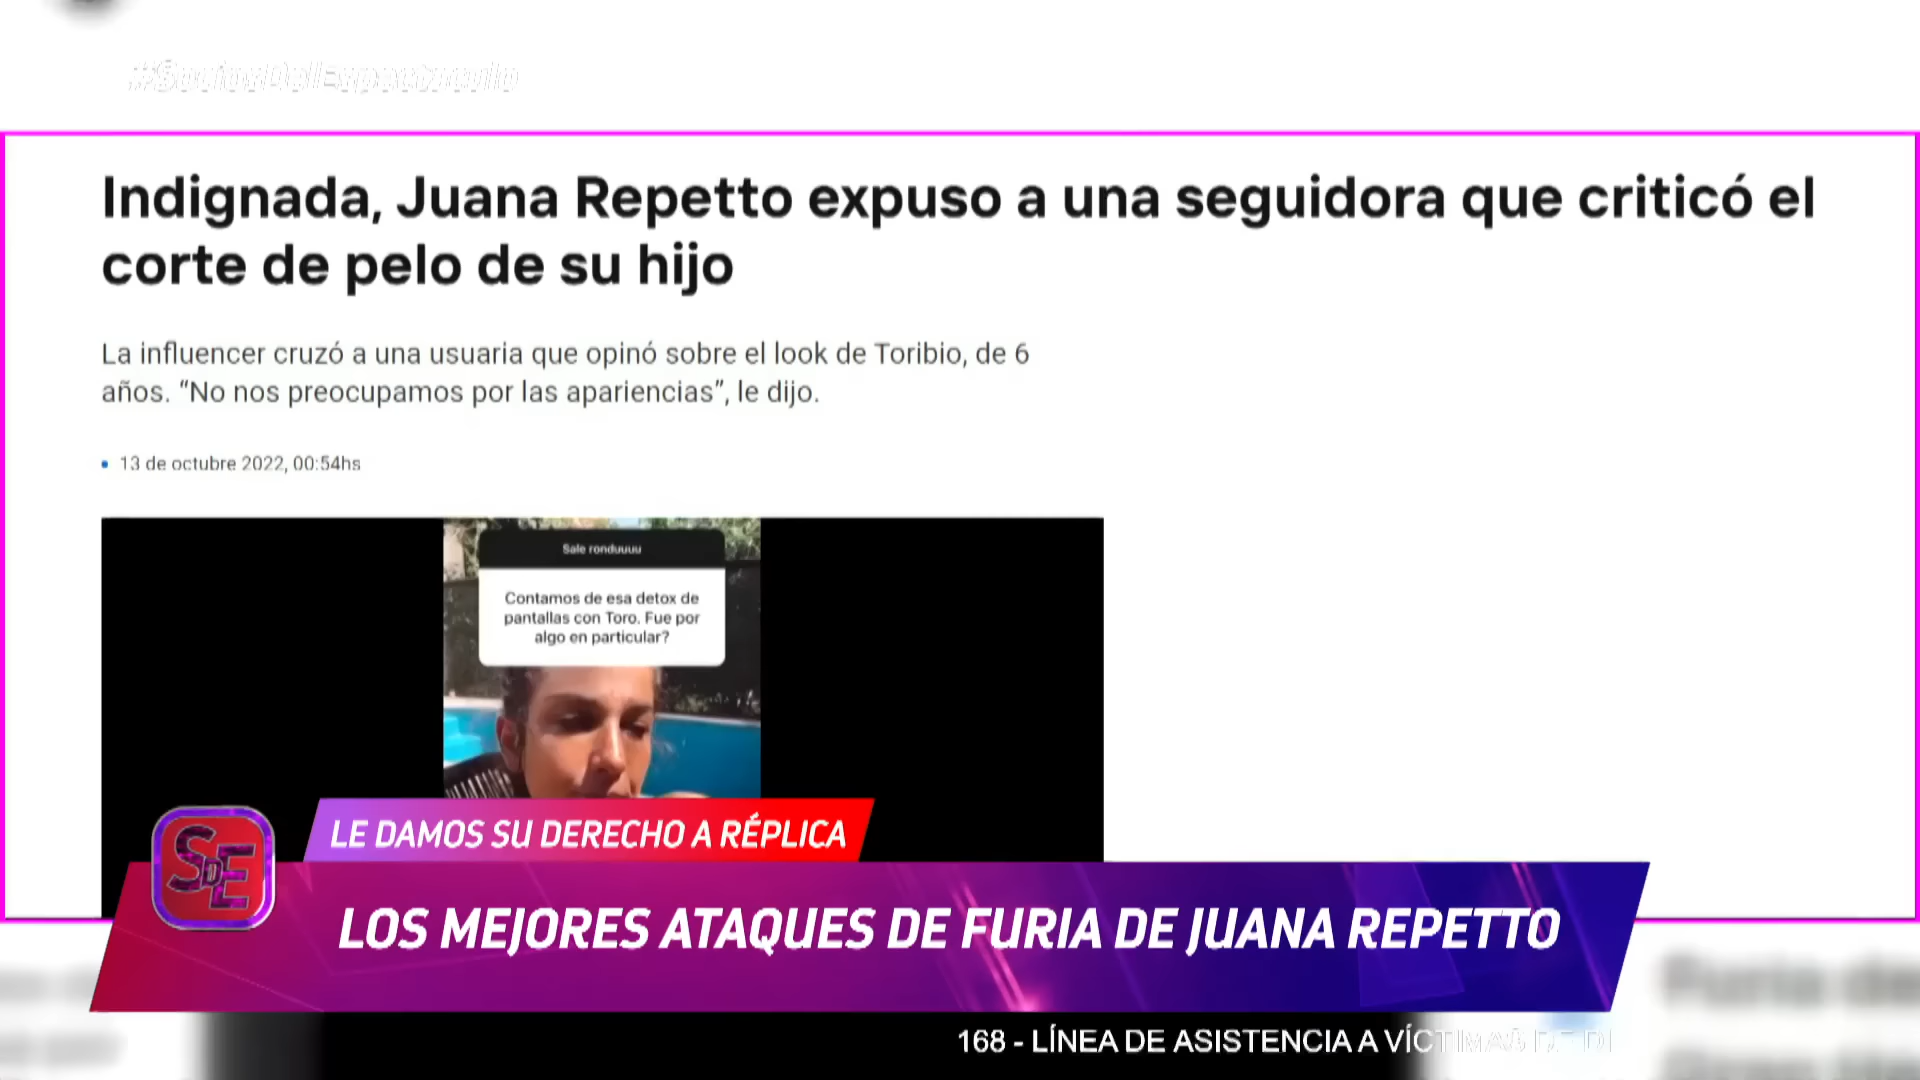 #SociosDelEspectáculo
Indignada, Juana Repetto expuso a una seguidora que criticó el
corte de pelo de su hijo
La influencer cruzó a una usuaria que opinó sobre el look de Toribio, de 6
años. “No nos preocupamos por las apariencias”, le dijo.
• 13 de octubre 2022, 00:54hs
Sale ronduuuu
Contamos de esa detox de
pantallas con Toro. Fue por
algo en particular?
LE DAMOS SU DERECHO A RÉPLICA
SDE
LOS MEJORES ATAQUES DE FURIA DE JUANA REPETTO
168 - LÍNEA DE ASISTENCIA A VÍCTIMAS DE